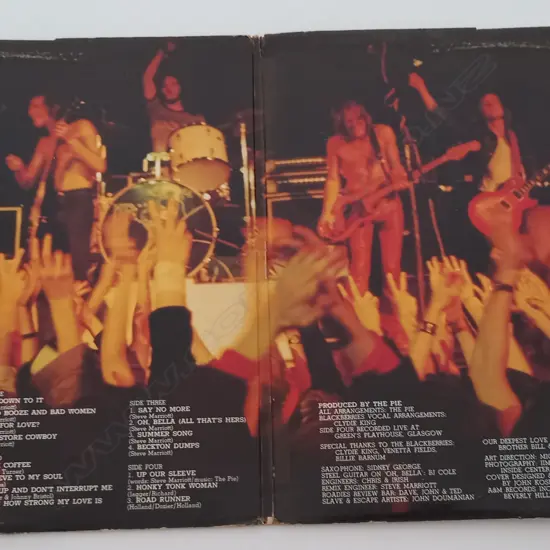 DOWN TO IT
BOOZE AND BAD WOMEN
FOR LOVE?
STORE COWBOY
COFFEE
Turner)
TO MY SOUL
UP AND DON'T INTERRUPT ME
& Johnny Bristol)
HOW STRONG MY LOVE IS
SIDE THREE
1. SAY NO MORE
(Steve Marriott)
2. OH, BELLA (ALL THAT'S HERS)
(Steve Marriott)
3. SUMMER SONG
(Steve Marriott)
4. BECKTON DUMPS
(Steve Marriott)
SIDE FOUR
1. UP OUR SLEEVE
(words: Steve Marriott/music: The Pie)
2. HONKY TONK WOMAN
(Jagger/Richard)
3. ROAD RUNNER
(Holland/Dozier/Holland)
PRODUCED BY THE PIE
ALL ARRANGEMENTS: THE PIE
BLACKBERRIES VOCAL ARRANGEMENTS:
CLYDIE KING
SIDE FOUR RECORDED LIVE AT
GREEN'S PLAYHOUSE, GLASGOW
SPECIAL THANKS TO THE BLACKBERRIES:
CLYDIE KING, VENETTA FIELDS,
BILLIE BARNUM
SAXOPHONE: SIDNEY GEORGE
STEEL GUITAR ON "OH, BELLA": BJ COLE
ENGINEERS: CHRIS & IRISH
REMIX ENGINEER: STEVE MARRIOTT
ROADIES REVIEW BAR: DAVE, JOHN & TED
SLAVE & ESCAPE ARTISTS: JOHN DOUMANIAN
OUR DEEPEST LOVE
BROTHER BILL
ART DIRECTION:
PHOTOGRAPHY:
INSIDE CENTER
COVER DESIGNED
BY JOHN KOS
A&M RECORDS INC
BEVERLY HILL